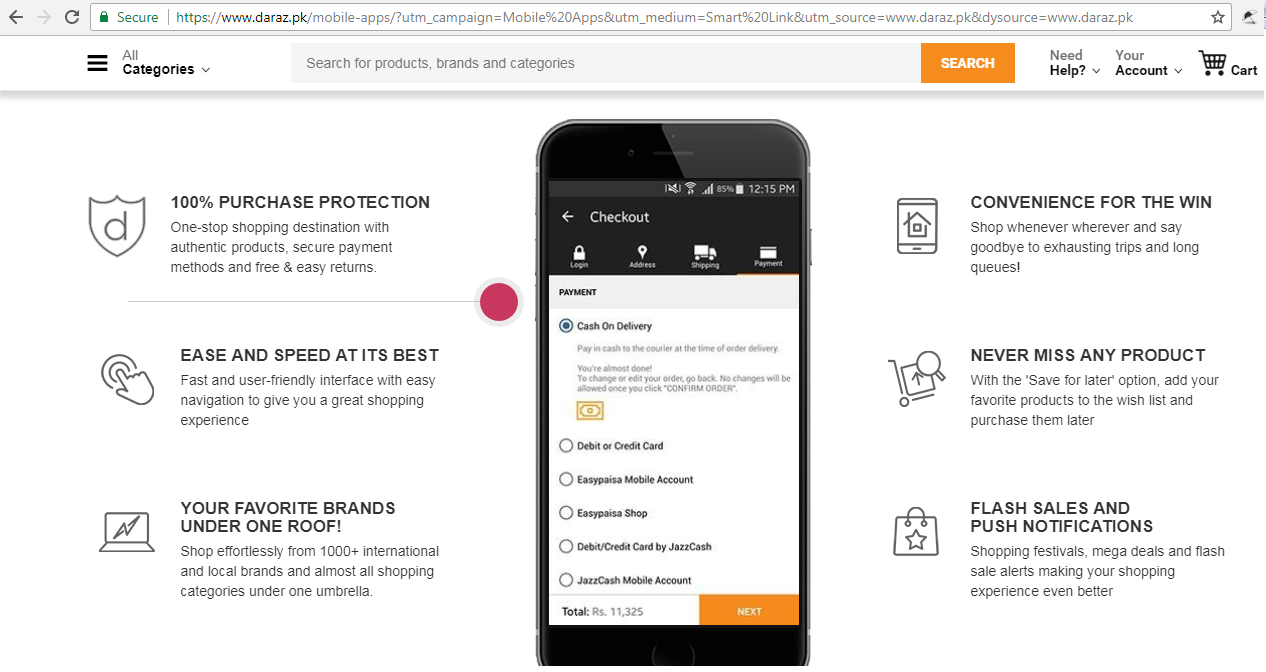 Secure
https://www.daraz.pk/mobile-apps/?utm_campaign=Mobile%20Apps&utm_medium=Smart%20Link&utm_source=www.daraz.pk&dysource=www.daraz.pk
All
Categories
Search for products, brands and categories
SEARCH
Need
Help?
Your
Account
Cart
100% PURCHASE PROTECTION
One-stop shopping destination with
authentic products, secure payment
methods and free & easy returns.
EASE AND SPEED AT ITS BEST
Fast and user-friendly interface with easy
navigation to give you a great shopping
experience
YOUR FAVORITE BRANDS
UNDER ONE ROOF!
Shop effortlessly from 1000+ international
and local brands and almost all shopping
categories under one umbrella.
85% 12:15 PM
Checkout
Login Address Shipping Payment
PAYMENT
Cash On Delivery
Pay in cash to the courier at the time of order delivery.
You're almost done!
To change or edit your order, go back. No changes will be
allowed once you click "CONFIRM ORDER".
Debit or Credit Card
Easypaisa Mobile Account
Easypaisa Shop
Debit/Credit Card by JazzCash
JazzCash Mobile Account
Total: Rs. 11,325
NEXT
CONVENIENCE FOR THE WIN
Shop whenever wherever and say
goodbye to exhausting trips and long
queues!
NEVER MISS ANY PRODUCT
With the 'Save for later' option, add your
favorite products to the wish list and
purchase them later
FLASH SALES AND
PUSH NOTIFICATIONS
Shopping festivals, mega deals and flash
sale alerts making your shopping
experience even better